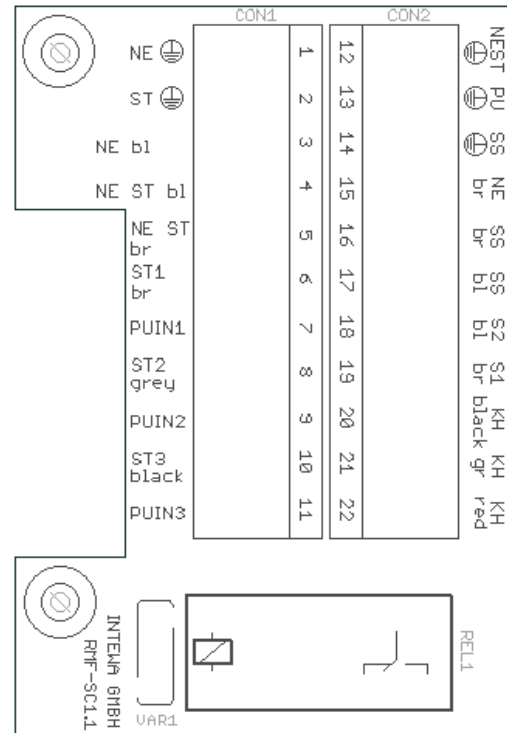 CON1 CON2
NE 1 12 NEST
ST 2 13 PU
NE bl 3 14 SS
NE ST bl 4 15 NE br
NE ST br 5 16 SS br
ST1 br 6 17 SS bl
PUIN1 7 18 S2 bl
ST2 grey 8 19 S1 br
PUIN2 9 20 KH black
ST3 black 10 21 KH gr
PUIN3 11 22 KH red
INTEWA GMBH
RMF-SC1.1
VAR1
REL1